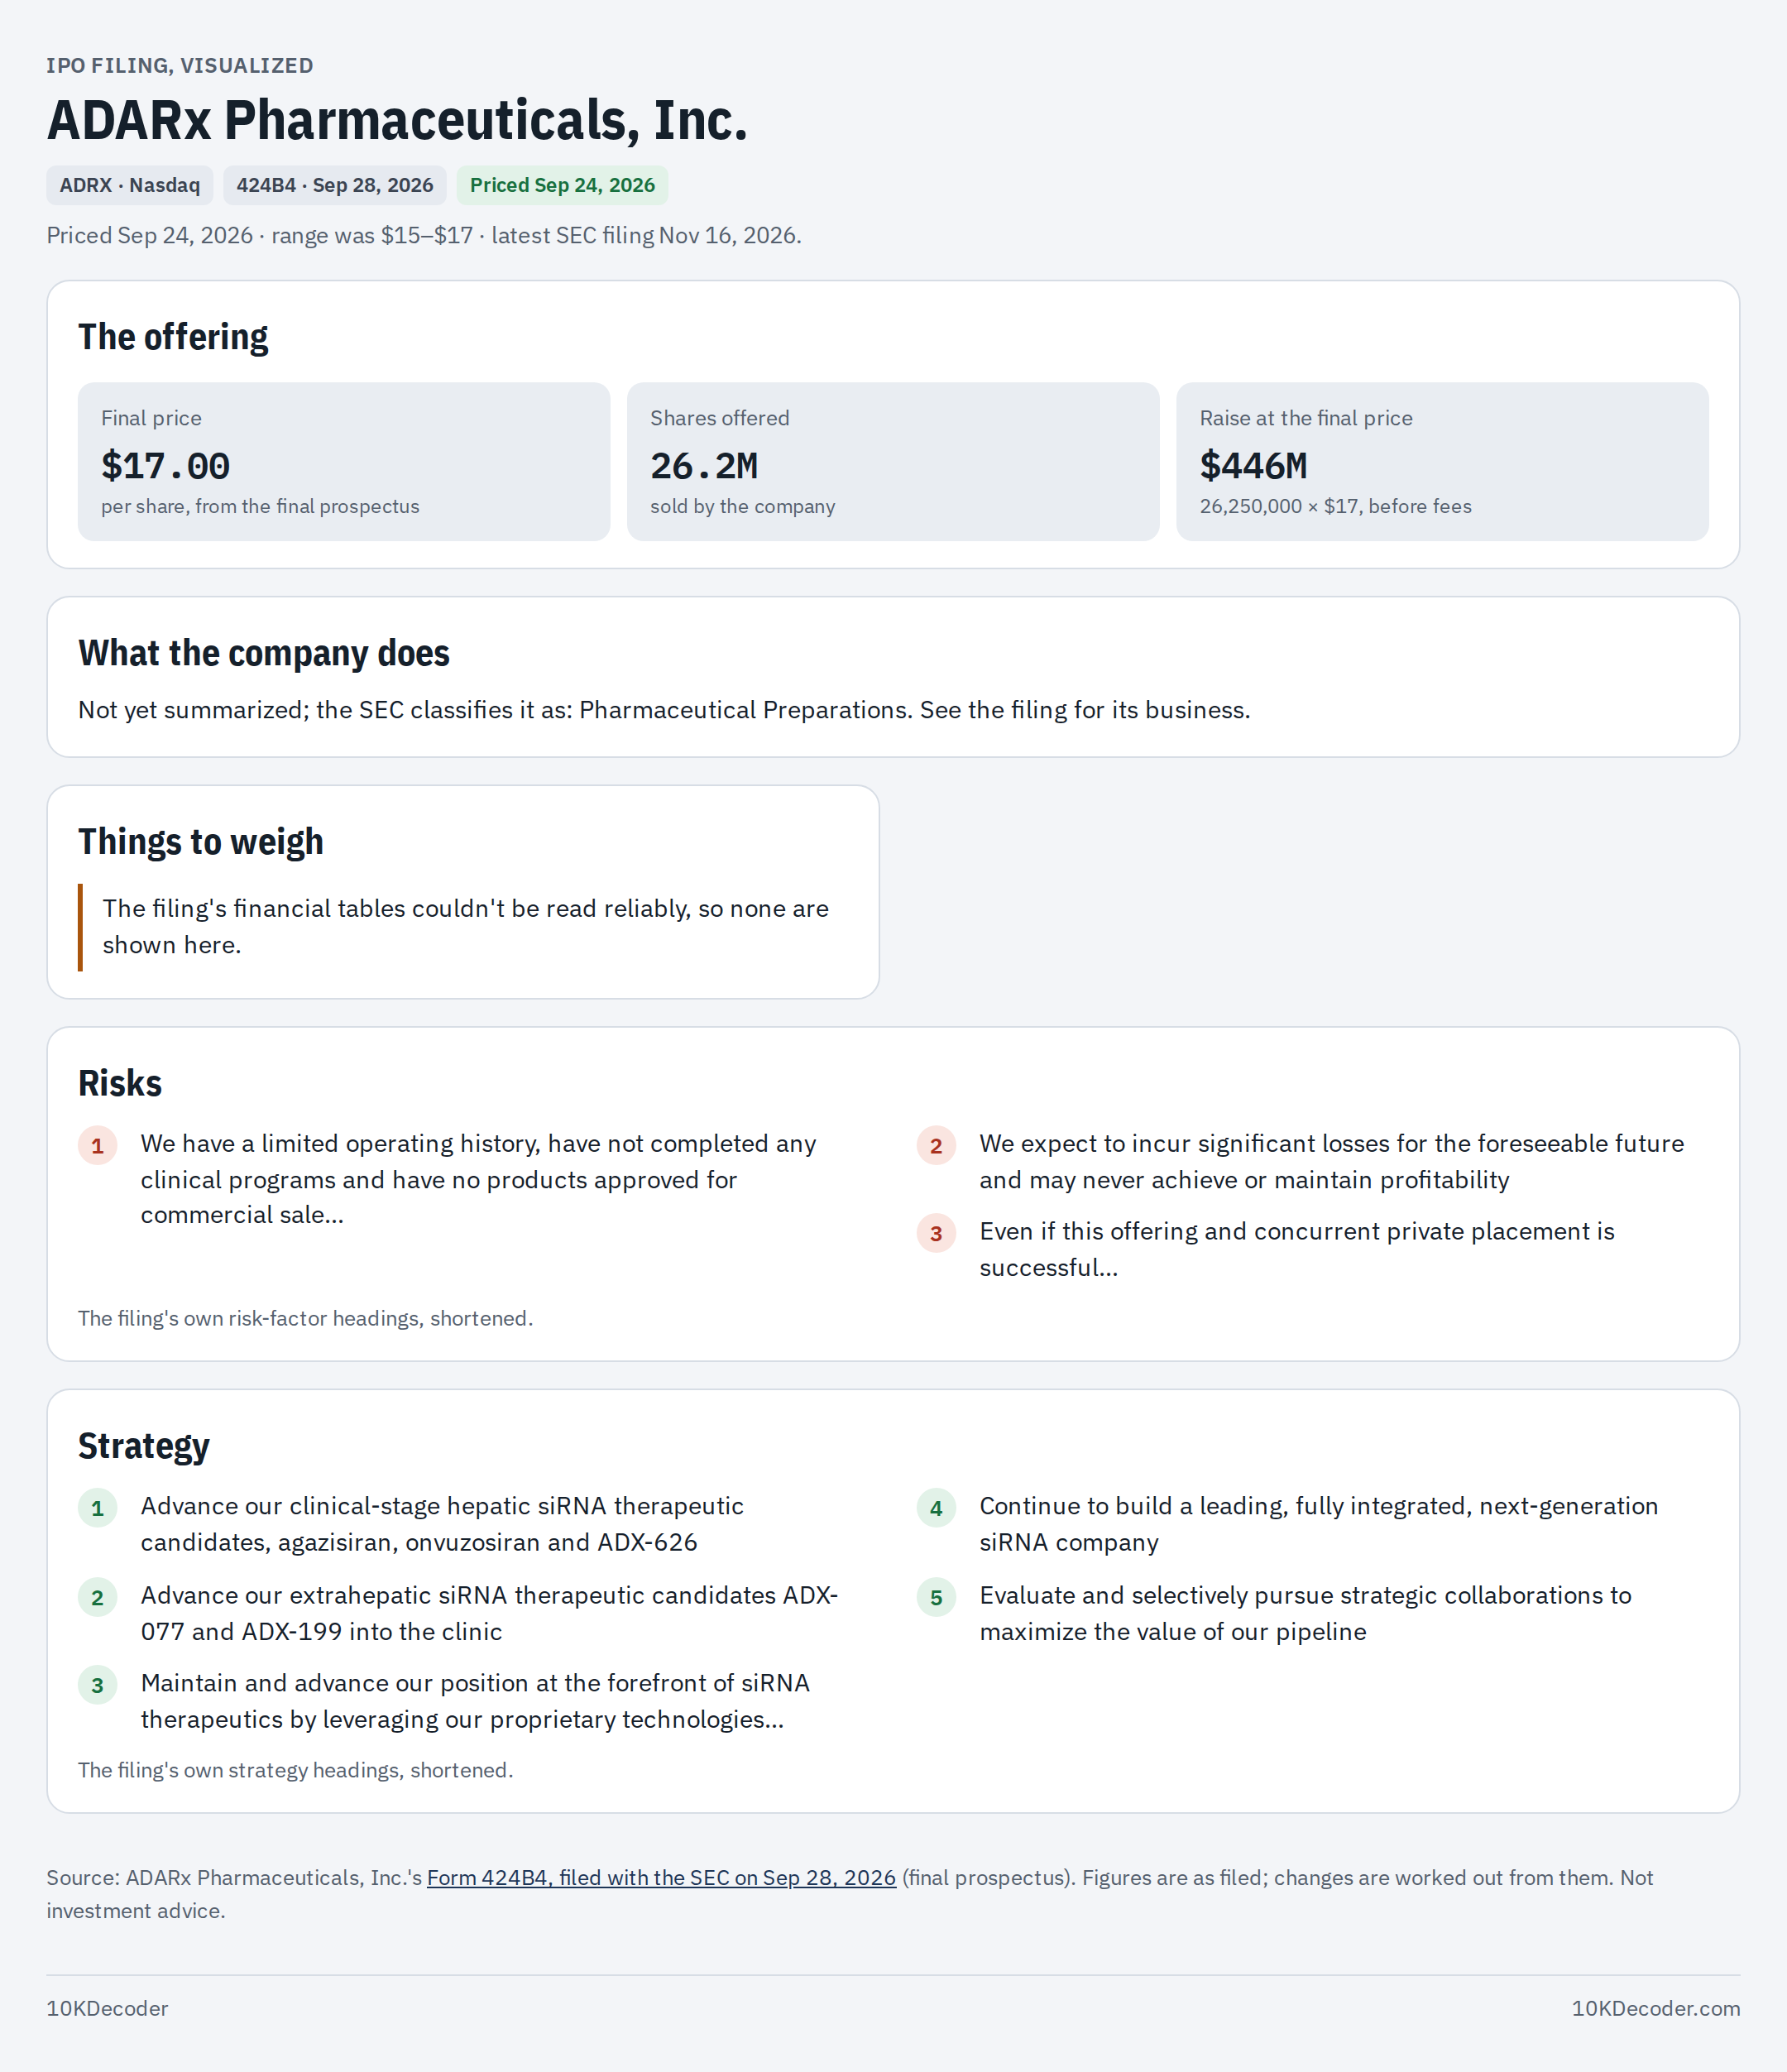 IPO FILING, VISUALIZED
ADARx Pharmaceuticals, Inc.
ADRX · Nasdaq
424B4 · Sep 28, 2026
Priced Sep 24, 2026
Priced Sep 24, 2026 · range was $15–$17 · latest SEC filing Nov 16, 2026.
The offering
Final price
$17.00
per share, from the final prospectus
Shares offered
26.2M
sold by the company
Raise at the final price
$446M
26,250,000 × $17, before fees
What the company does
Not yet summarized; the SEC classifies it as: Pharmaceutical Preparations. See the filing for its business.
Things to weigh
The filing's financial tables couldn't be read reliably, so none are
shown here.
Risks
1 We have a limited operating history, have not completed any
clinical programs and have no products approved for
commercial sale…
2 We expect to incur significant losses for the foreseeable future
and may never achieve or maintain profitability
3 Even if this offering and concurrent private placement is
successful…
The filing's own risk-factor headings, shortened.
Strategy
1 Advance our clinical-stage hepatic siRNA therapeutic
candidates, agazisiran, onvuzosiran and ADX-626
2 Advance our extrahepatic siRNA therapeutic candidates ADX-
077 and ADX-199 into the clinic
3 Maintain and advance our position at the forefront of siRNA
therapeutics by leveraging our proprietary technologies…
4 Continue to build a leading, fully integrated, next-generation
siRNA company
5 Evaluate and selectively pursue strategic collaborations to
maximize the value of our pipeline
The filing's own strategy headings, shortened.
Source: ADARx Pharmaceuticals, Inc.'s Form 424B4, filed with the SEC on Sep 28, 2026 (final prospectus). Figures are as filed; changes are worked out from them. Not
investment advice.
10KDecoder
10KDecoder.com